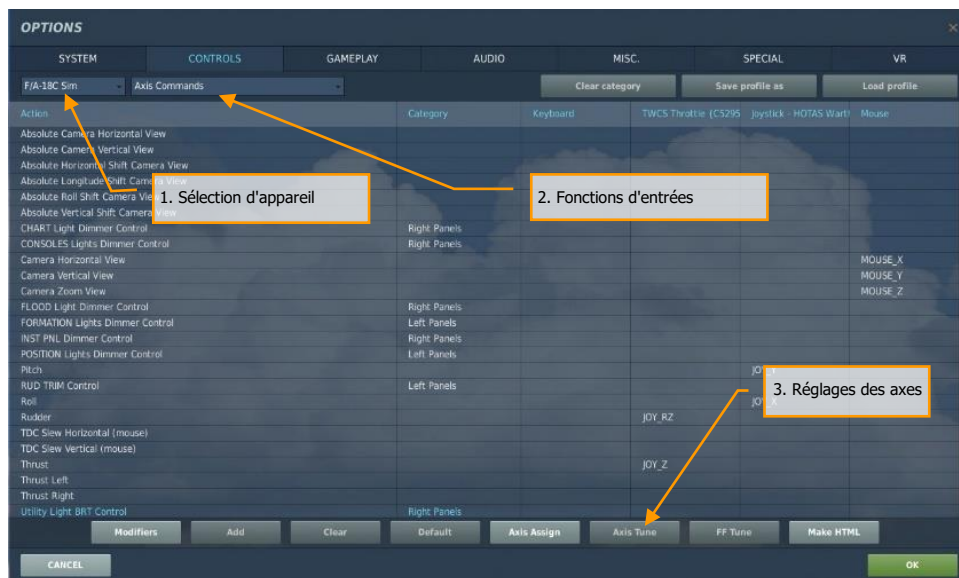 OPTIONS
SYSTEM CONTROLS GAMEPLAY AUDIO MISC. SPECIAL VR
F/A-18C Sim Axis Commands Clear category Save profile as Load profile
Action Category Keyboard TWCS Throttle (C5295 Joystick - HOTAS Wart Mouse
Absolute Camera Horizontal View
Absolute Camera Vertical View
Absolute Horizontal Shift Camera View
Absolute Longitude Shift Camera View
Absolute Roll Shift Camera View
Absolute Vertical Shift Camera View
1. Sélection d'appareil
2. Fonctions d'entrées
CHART Light Dimmer Control Right Panels
CONSOLES Lights Dimmer Control Right Panels
Camera Horizontal View MOUSE_X
Camera Vertical View MOUSE_Y
Camera Zoom View MOUSE_Z
FLOOD Light Dimmer Control Right Panels
FORMATION Lights Dimmer Control Left Panels
INST PNL Dimmer Control Right Panels
POSITION Lights Dimmer Control Left Panels
Pitch
3. Réglages des axes
RUD TRIM Control Left Panels
Roll
Rudder JOY_RZ
TDC Slew Horizontal (mouse)
TDC Slew Vertical (mouse)
Thrust JOY_Z
Thrust Left
Thrust Right
Utility Light BRT Control Right Panels
Modifiers Add Clear Default Axis Assign Axis Tune FF Tune Make HTML
CANCEL OK